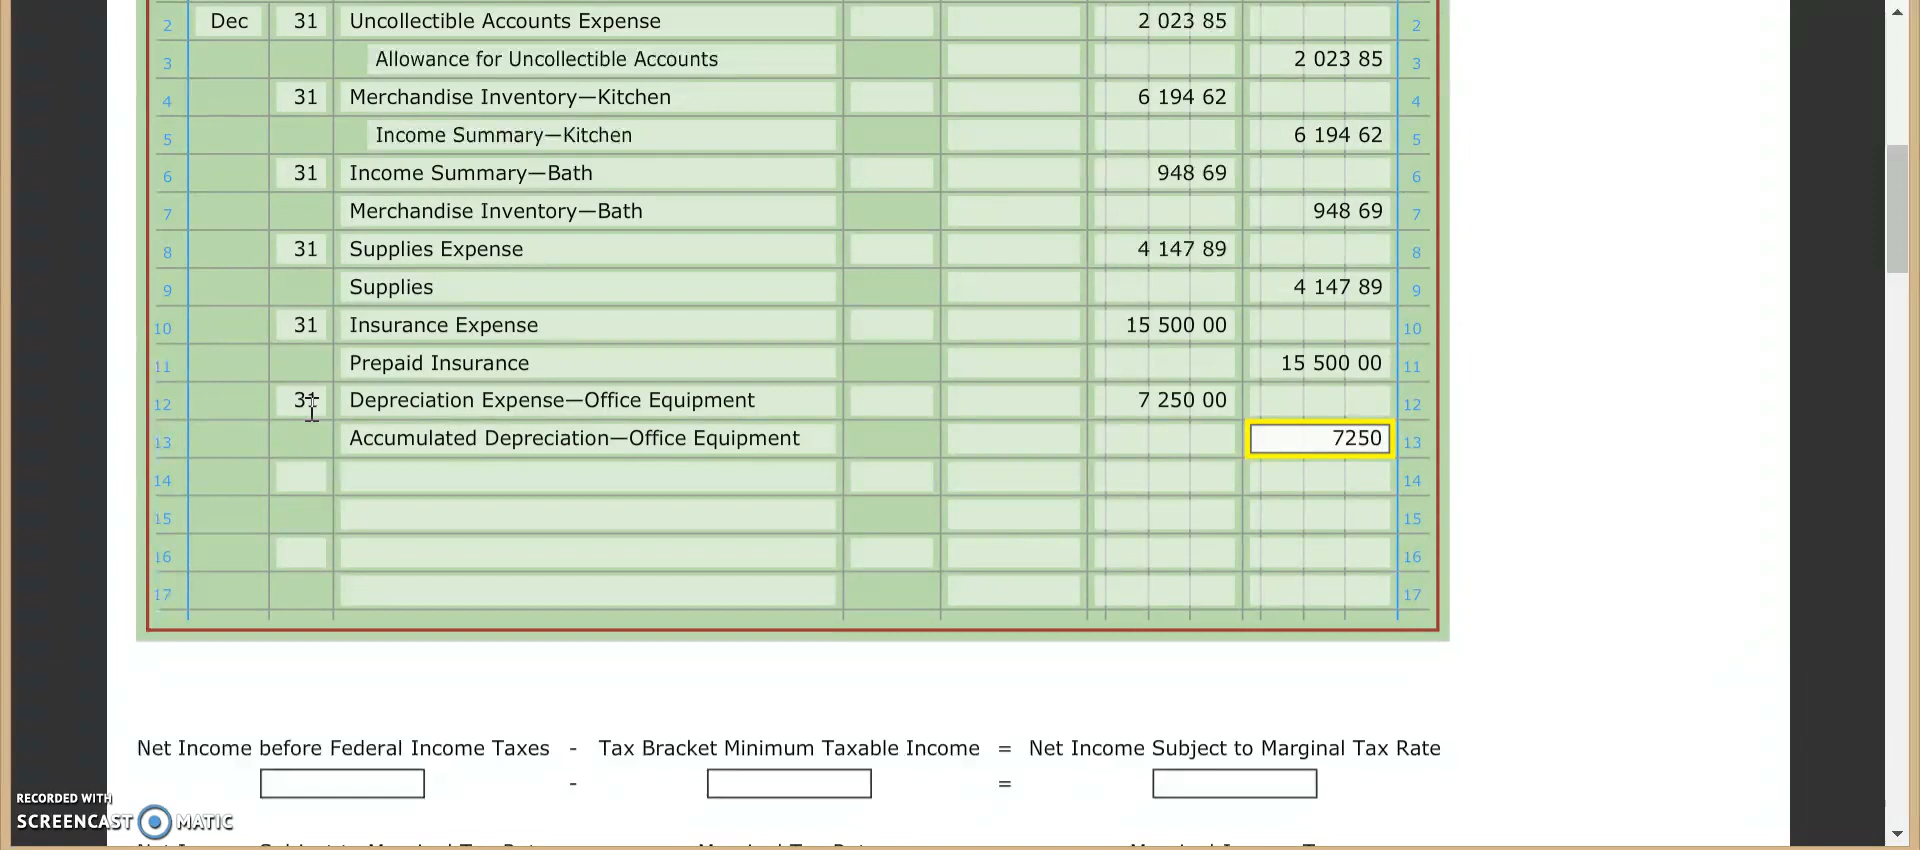 2 Dec 31 Uncollectible Accounts Expense 2 023 85 2
3 Allowance for Uncollectible Accounts 2 023 85 3
4 31 Merchandise Inventory—Kitchen 6 194 62 4
5 Income Summary—Kitchen 6 194 62 5
6 31 Income Summary—Bath 948 69 6
7 Merchandise Inventory—Bath 948 69 7
8 31 Supplies Expense 4 147 89 8
9 Supplies 4 147 89 9
10 31 Insurance Expense 15 500 00 10
11 Prepaid Insurance 15 500 00 11
12 31 Depreciation Expense—Office Equipment 7 250 00 12
13 Accumulated Depreciation—Office Equipment 7250 13
14 14
15 15
16 16
17 17
Net Income before Federal Income Taxes - Tax Bracket Minimum Taxable Income = Net Income Subject to Marginal Tax Rate
- =
RECORDED WITH
SCREENCAST MATIC